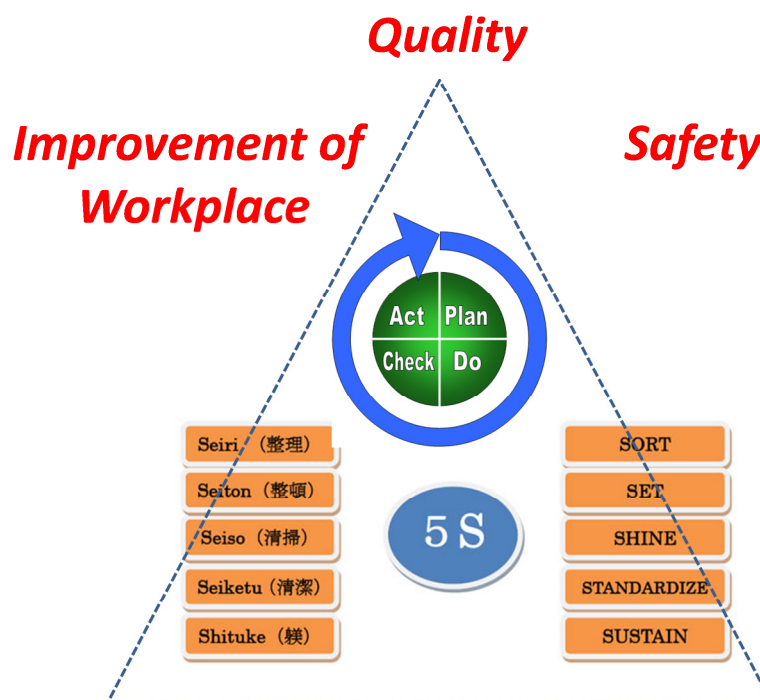 Quality
Improvement of
Workplace
Safety
Act
Plan
Check
Do
Seiri （整理）
Seiton （整頓）
Seiso （清掃）
Seiketu（清潔）
Shituke （躾）
5 S
SORT
SET
SHINE
STANDARDIZE
SUSTAIN